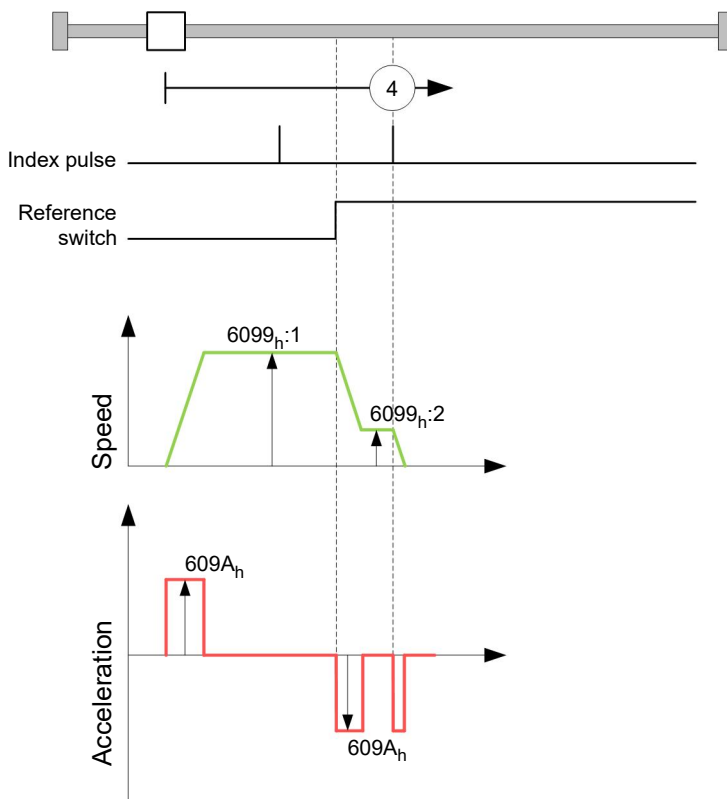 4
Index pulse
Reference
switch
6099h:1
6099h:2
Speed
609Ah
Acceleration
609Ah